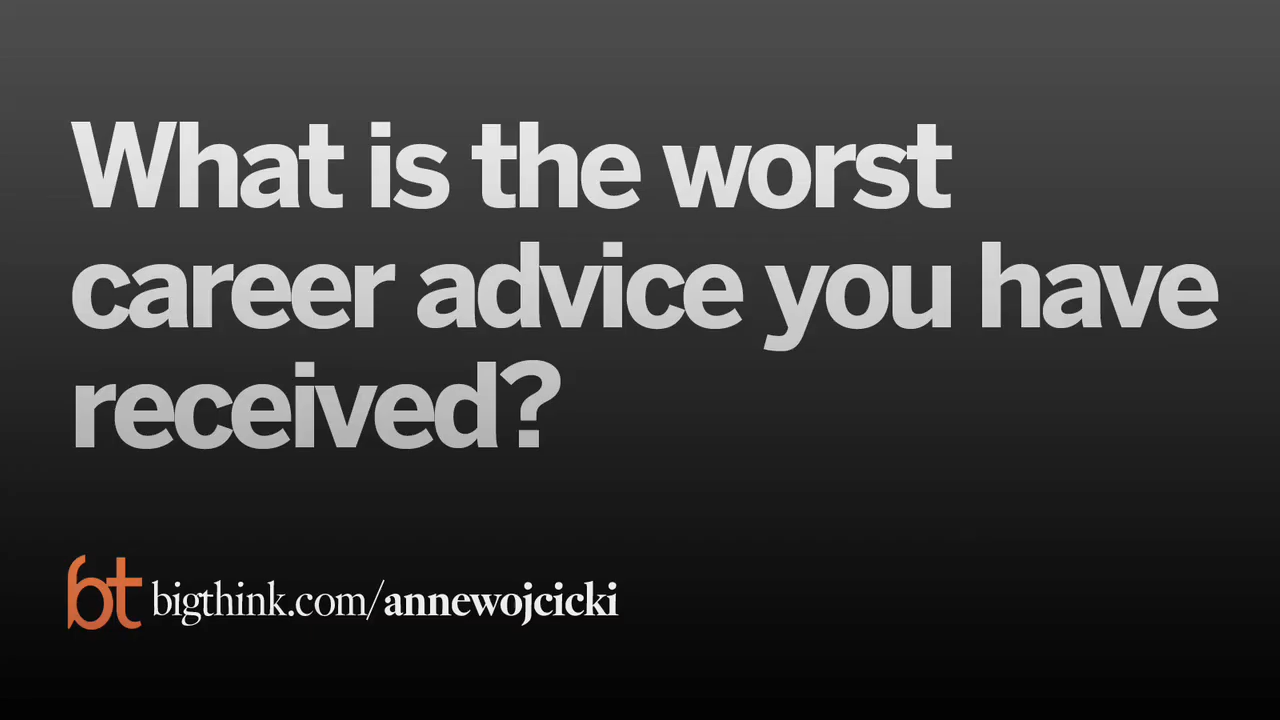 What is the worst
career advice you have
received?
bt bigthink.com/annewojcicki